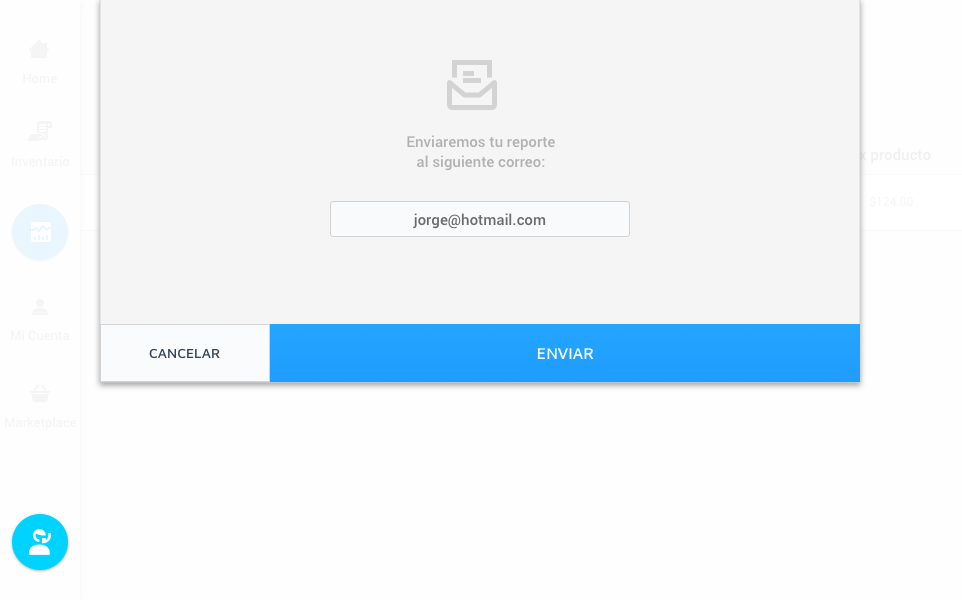 Home
Inventario
Mi Cuenta
Marketplace
Enviaremos tu reporte
al siguiente correo:
jorge@hotmail.com
CANCELAR
ENVIAR
x producto
$124.00